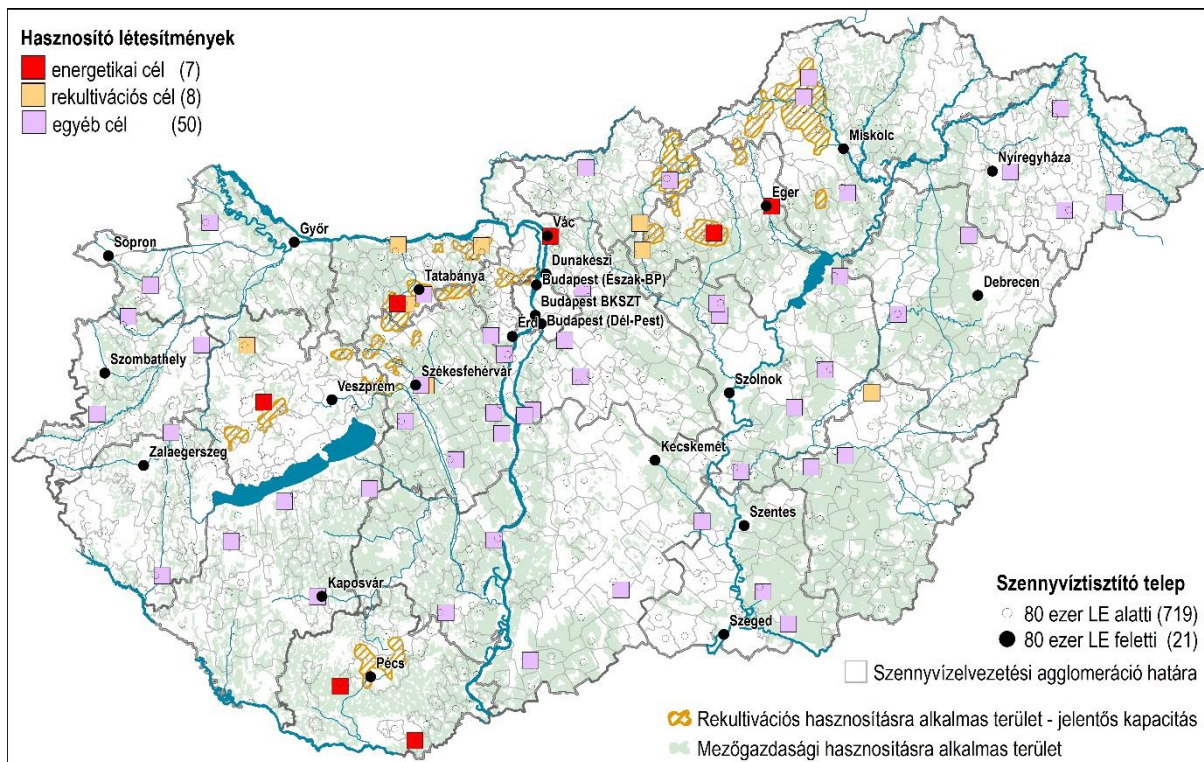 Hasznosító létesítmények
energetikai cél (7)
rekultivációs cél (8)
egyéb cél (50)
Miskolc
Nyíregyháza
Eger
Vác
Győr
Sopron
Dunakeszi
Tatabánya
Budapest (Észak-BP)
Debrecen
Budapest BKSZT
Érd
Budapest (Dél-Pest)
Szombathely
Székesfehérvár
Veszprém
Szolnok
Zalaegerszeg
Kecskemét
Szentes
Kaposvár
Szeged
Pécs
Szennyvíztisztító telep
80 ezer LE alatti (719)
80 ezer LE feletti (21)
Szennyvízelvezetési agglomeráció határa
Rekultivációs hasznosításra alkalmas terület - jelentős kapacitás
Mezőgazdasági hasznosításra alkalmas terület